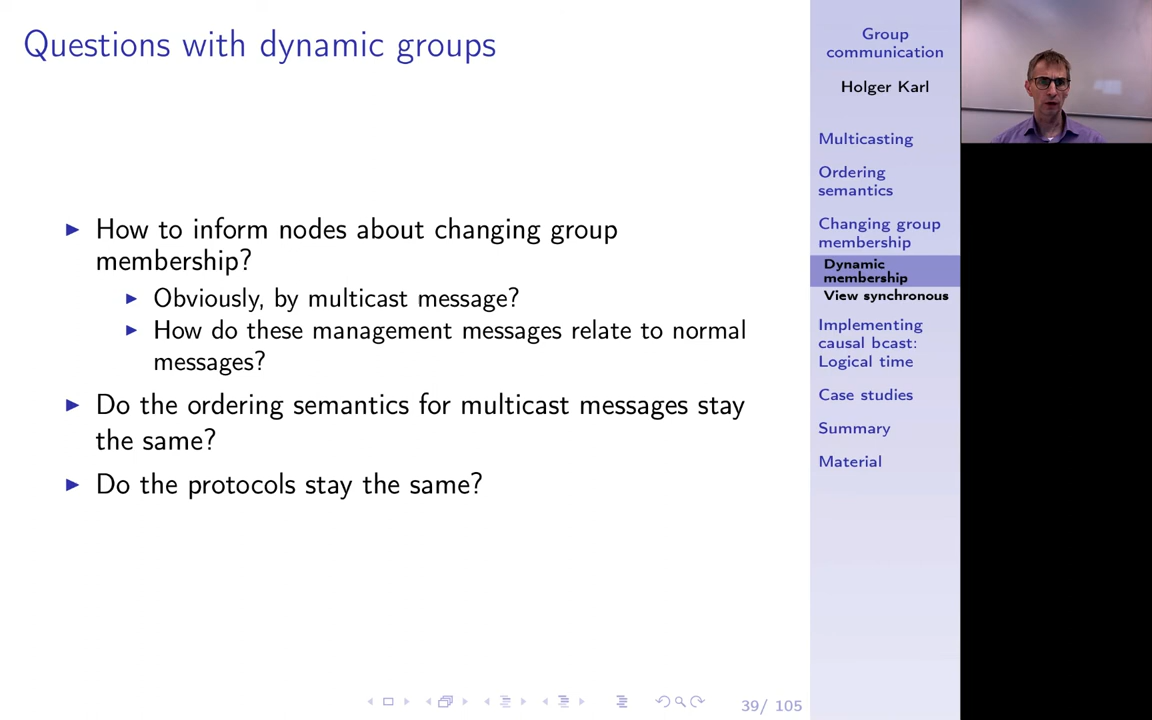 Questions with dynamic groups
How to inform nodes about changing group
membership?
Obviously, by multicast message?
How do these management messages relate to normal
messages?
Do the ordering semantics for multicast messages stay
the same?
Do the protocols stay the same?
39/ 105
Group
communication
Holger Karl
Multicasting
Ordering
semantics
Changing group
membership
Dynamic
membership
View synchronous
Implementing
causal bcast:
Logical time
Case studies
Summary
Material